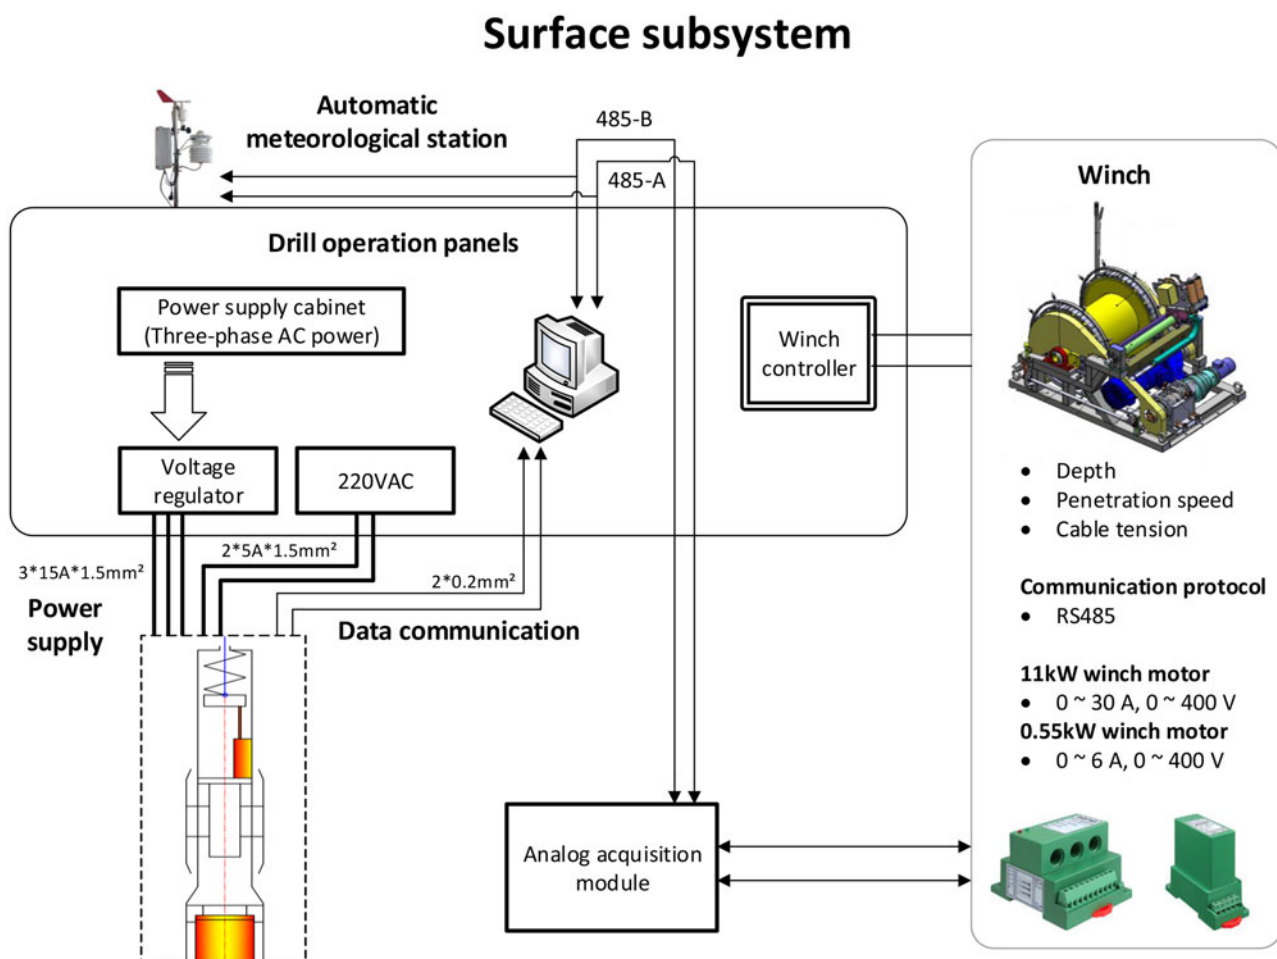 Surface subsystem
Automatic
meteorological station
485-B
485-A
Drill operation panels
Power supply cabinet
(Three-phase AC power)
Voltage
regulator
220VAC
Winch
controller
3*15A*1.5mm²
2*5A*1.5mm²
2*0.2mm²
Power
supply
Data communication
Analog acquisition
module
Winch
• Depth
• Penetration speed
• Cable tension
Communication protocol
• RS485
11kW winch motor
• 0 ~ 30 A, 0 ~ 400 V
0.55kW winch motor
• 0 ~ 6 A, 0 ~ 400 V